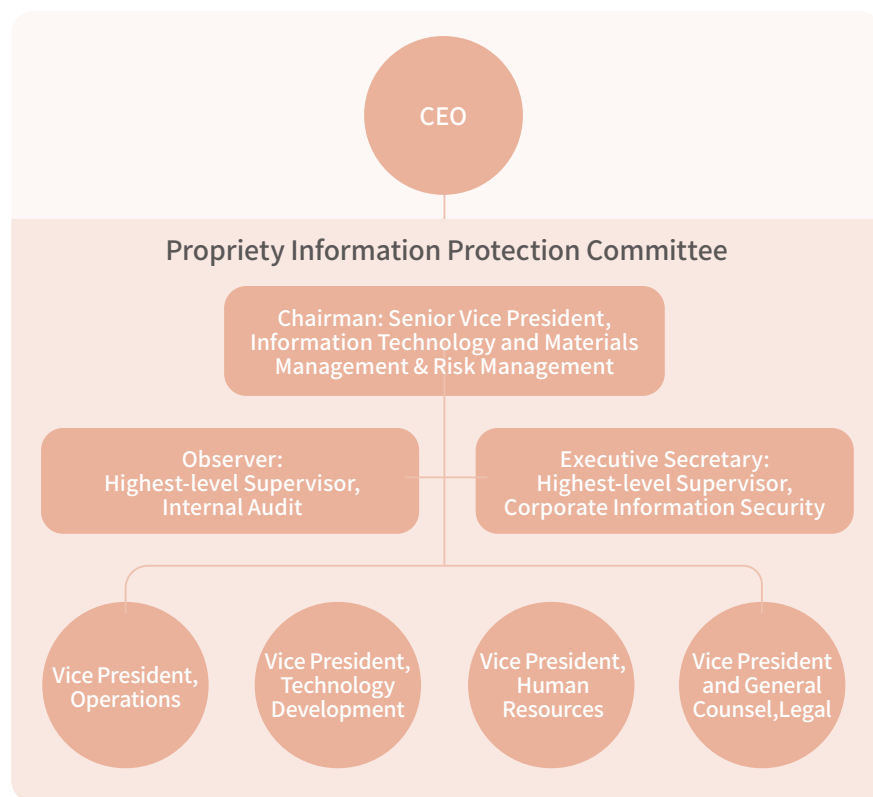 CEO
Propriety Information Protection Committee
Chairman: Senior Vice President,
Information Technology and Materials
Management & Risk Management
Observer:
Highest-level Supervisor,
Internal Audit
Executive Secretary:
Highest-level Supervisor,
Corporate Information Security
Vice President,
Operations
Vice President,
Technology
Development
Vice President,
Human
Resources
Vice President
and General
Counsel,Legal